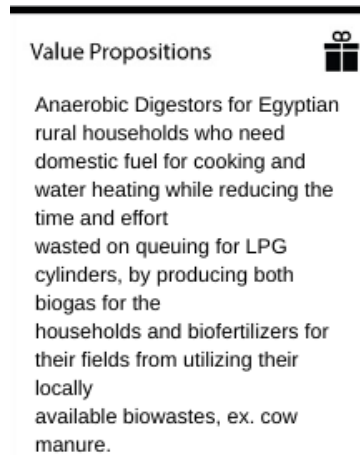 Value Propositions
Anaerobic Digestors for Egyptian
rural households who need
domestic fuel for cooking and
water heating while reducing the
time and effort
wasted on queuing for LPG
cylinders, by producing both
biogas for the
households and biofertilizers for
their fields from utilizing their
locally
available biowastes, ex. cow
manure.